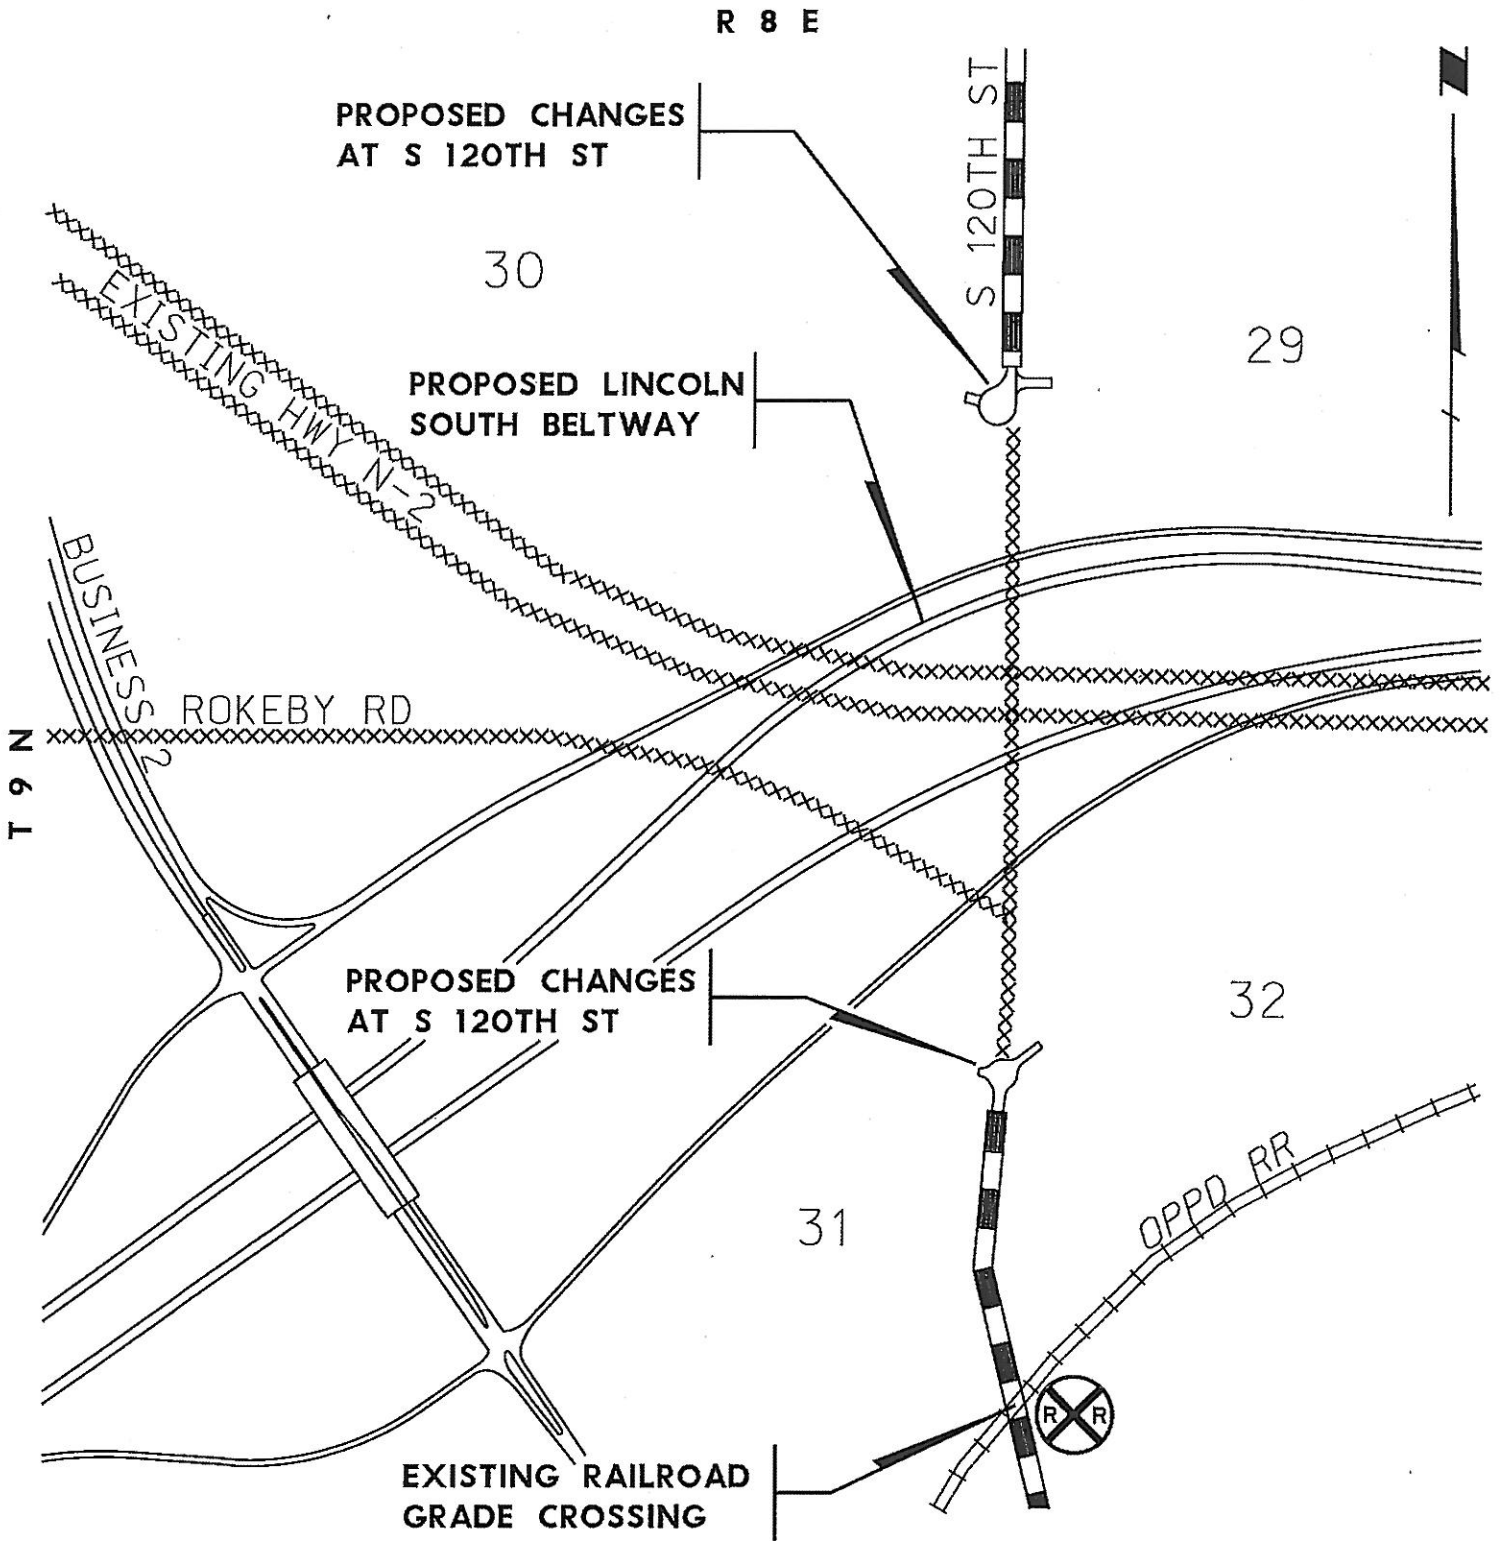 R 8 E
S 120TH ST
PROPOSED CHANGES
AT S 120TH ST
30
29
EXISTING HWY N-2
PROPOSED LINCOLN
SOUTH BELTWAY
BUSINESS 2
ROKEBY RD
T 9 N
PROPOSED CHANGES
AT S 120TH ST
32
31
OPPD RR
R R
EXISTING RAILROAD
GRADE CROSSING
N